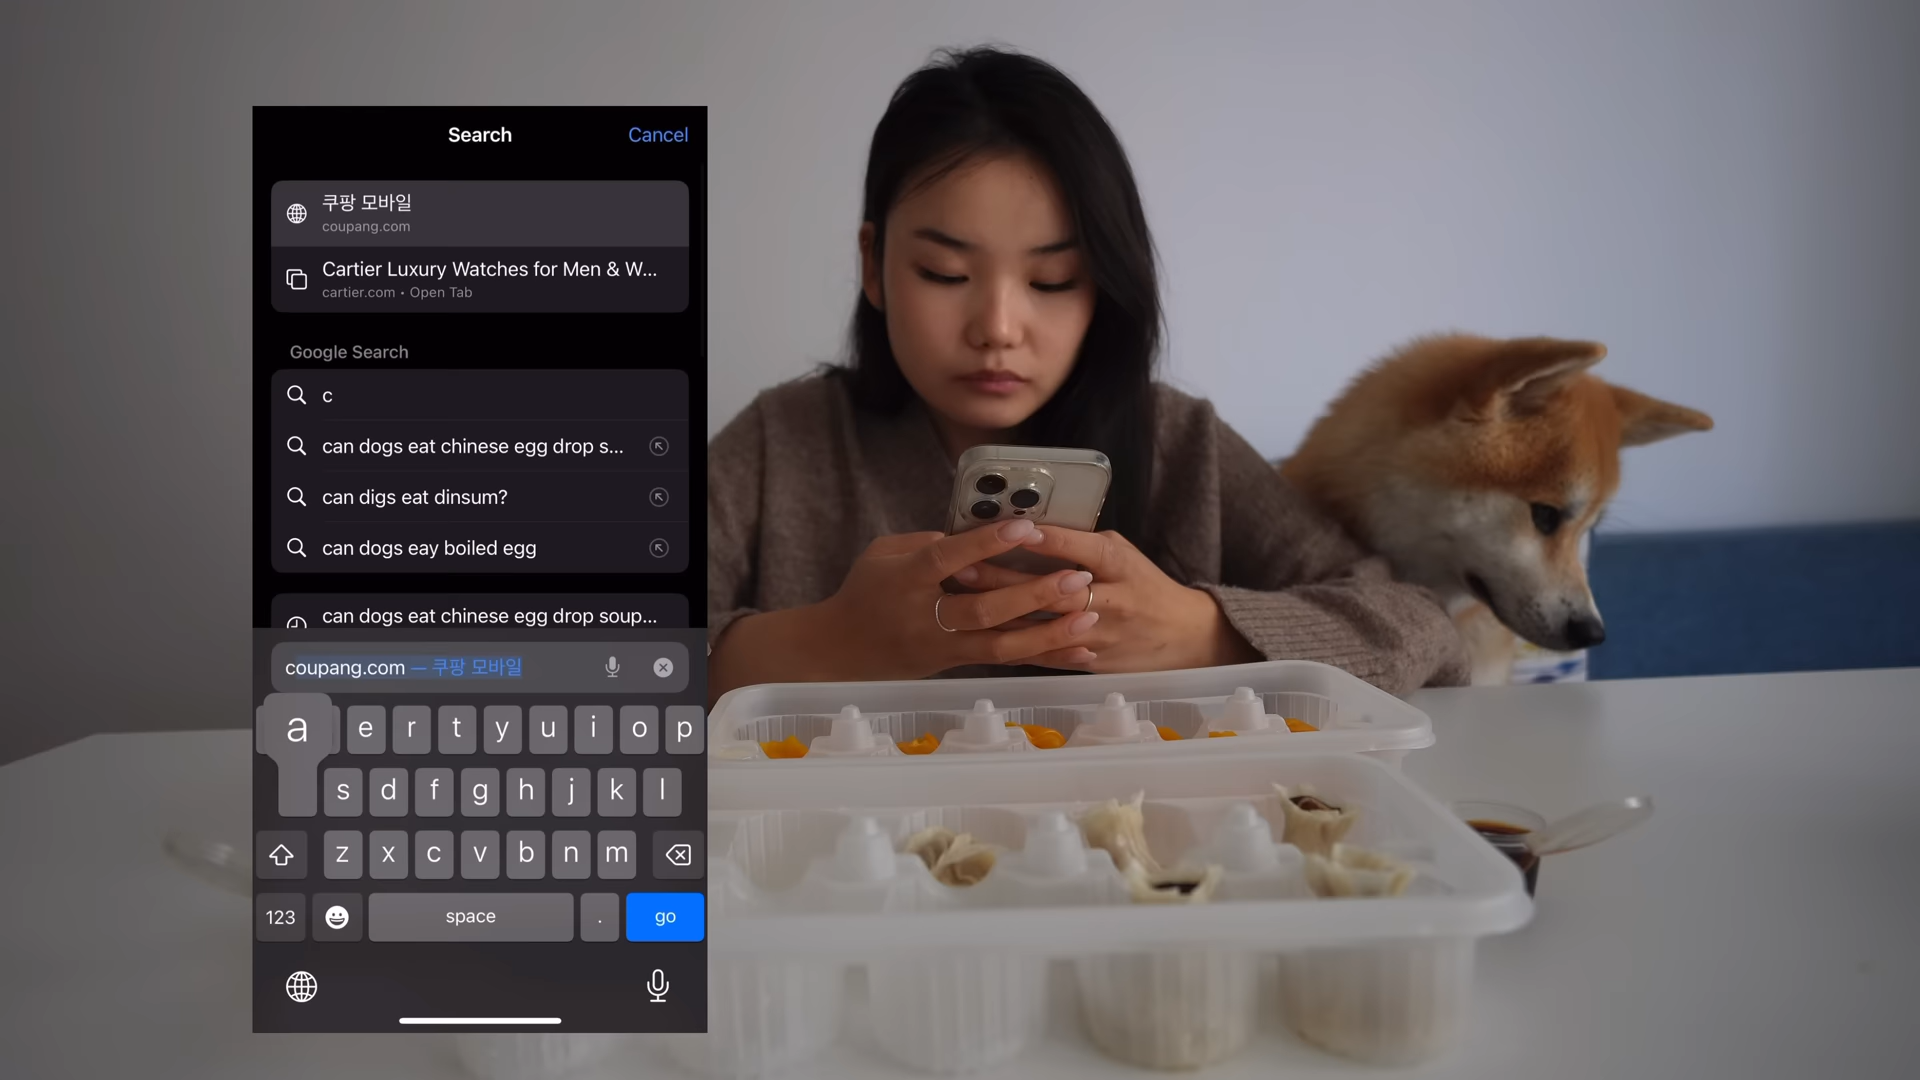 Search
Cancel
쿠팡 모바일
coupang.com
Cartier Luxury Watches for Men & W...
cartier.com • Open Tab
Google Search
c
can dogs eat chinese egg drop s...
can digs eat dinsum?
can dogs eay boiled egg
can dogs eat chinese egg drop soup...
coupang.com — 쿠팡 모바일
a e r t y u i o p
s d f g h j k l
z x c v b n m
123 space . go